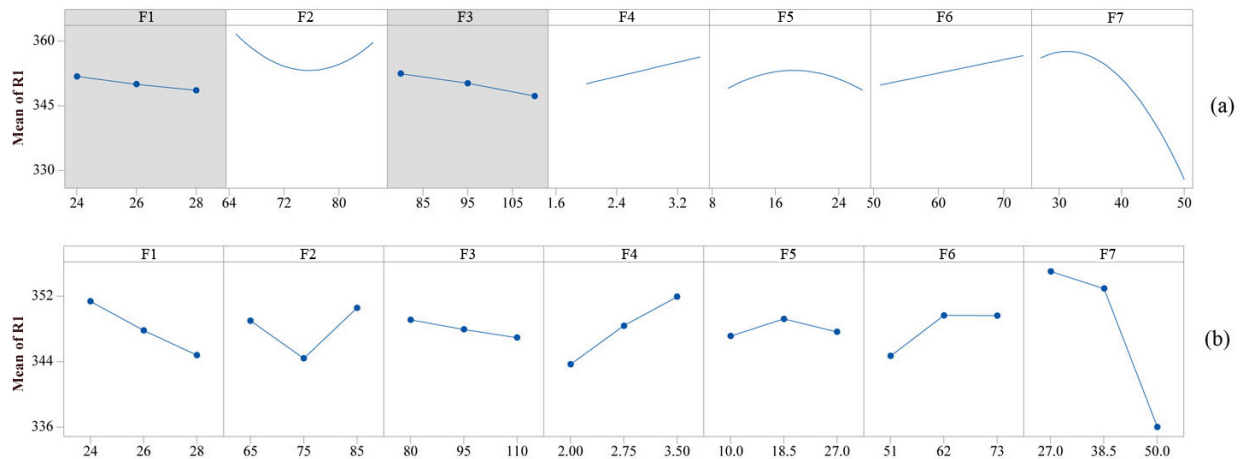 F1 F2 F3 F4 F5 F6 F7
Mean of R1
360
345
330
24 26 28 64 72 80 85 95 105 1.6 2.4 3.2 8 16 24 50 60 70 30 40 50
(a)
F1 F2 F3 F4 F5 F6 F7
Mean of R1
352
344
336
24 26 28 65 75 85 80 95 110 2.00 2.75 3.50 10.0 18.5 27.0 51 62 73 27.0 38.5 50.0
(b)